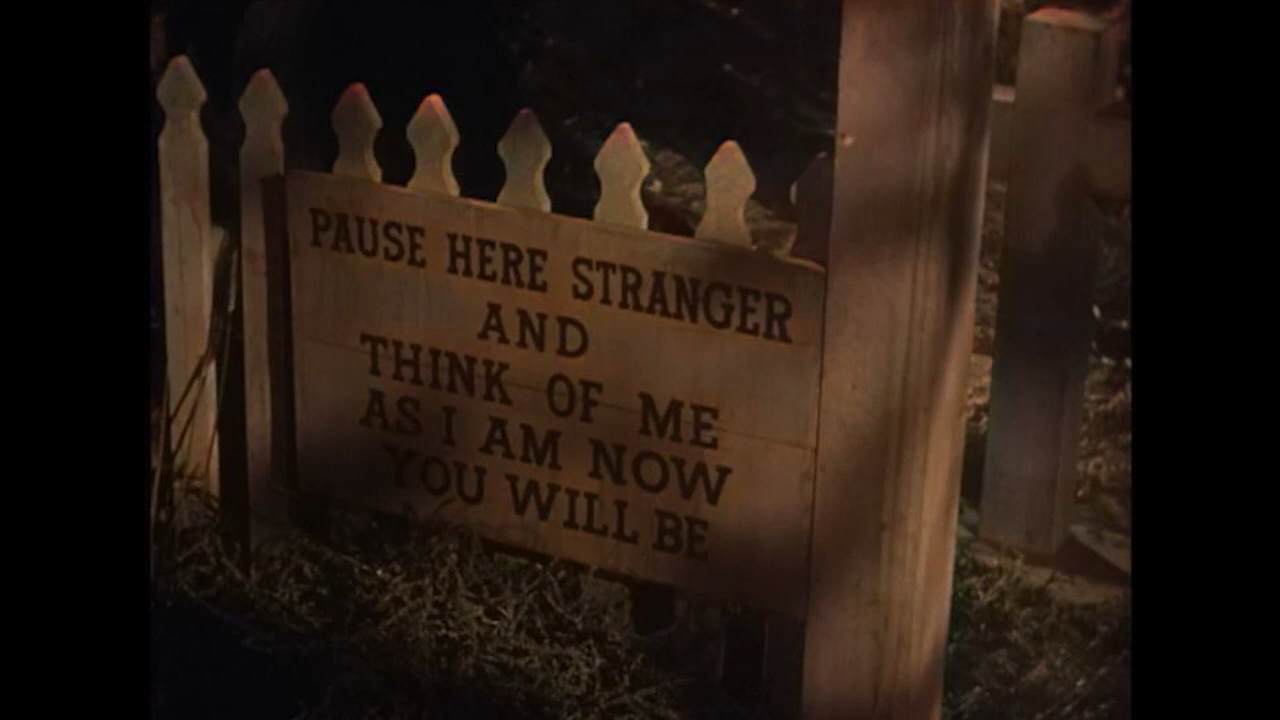 PAUSE HERE STRANGER
AND
THINK OF ME
AS I AM NOW
YOU WILL BE